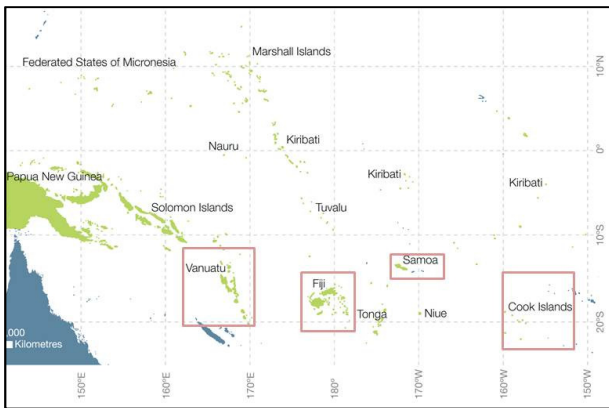 Marshall Islands
Federated States of Micronesia
10°N
Nauru
Kiribati
0°
Papua New Guinea
Kiribati
Kiribati
Solomon Islands
Tuvalu
10°S
Vanuatu
Samoa
Fiji
Cook Islands
Tonga
Niue
20°S
,000
Kilometres
150°E
160°E
170°E
180°
170°W
160°W
150°W